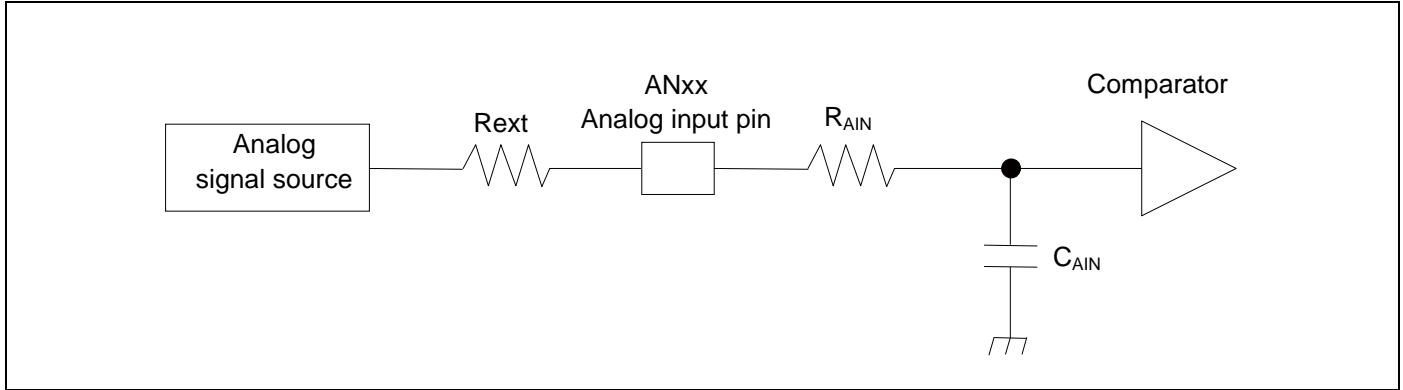 Analog
signal source
Rext
ANxx
Analog input pin
RAIN
Comparator
CAIN